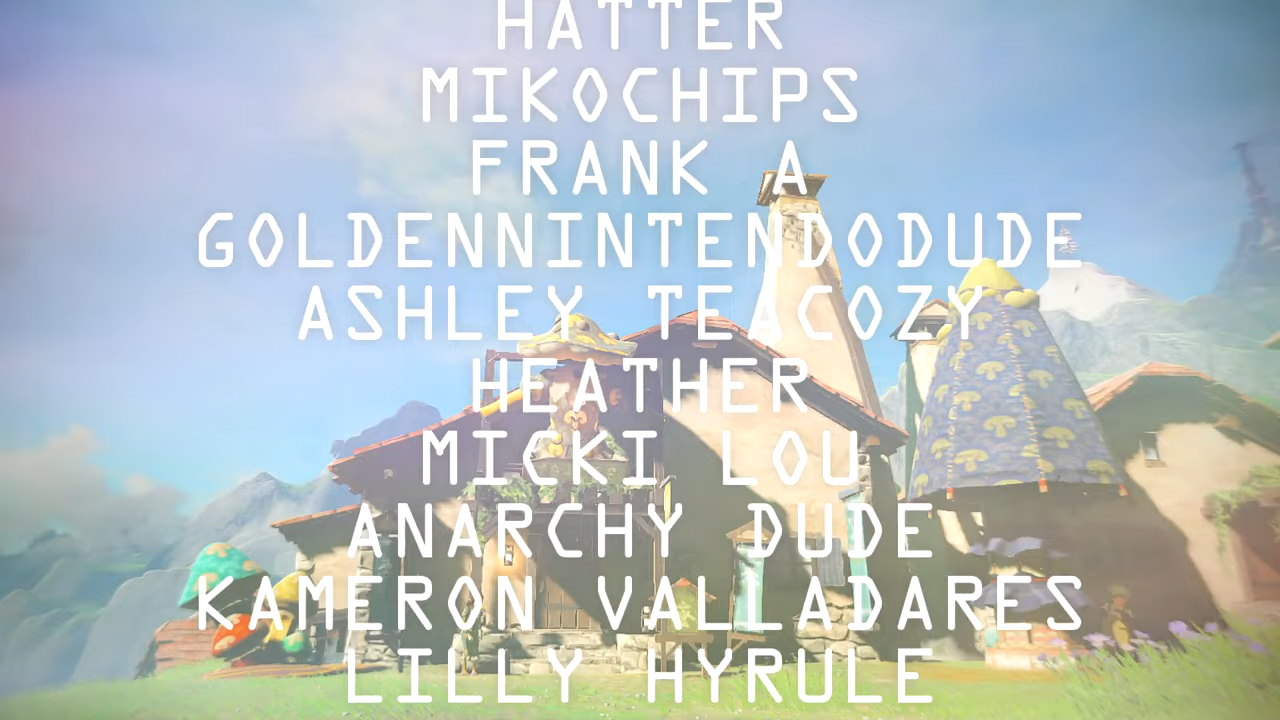 HATTER
MIKOCHIPS
FRANK A
GOLDENNINTENDODUDE
ASHLEY TEACOZY
HEATHER
MICKI LOU
ANARCHY DUDE
KAMERON VALLADARES
LILLY HYRULE